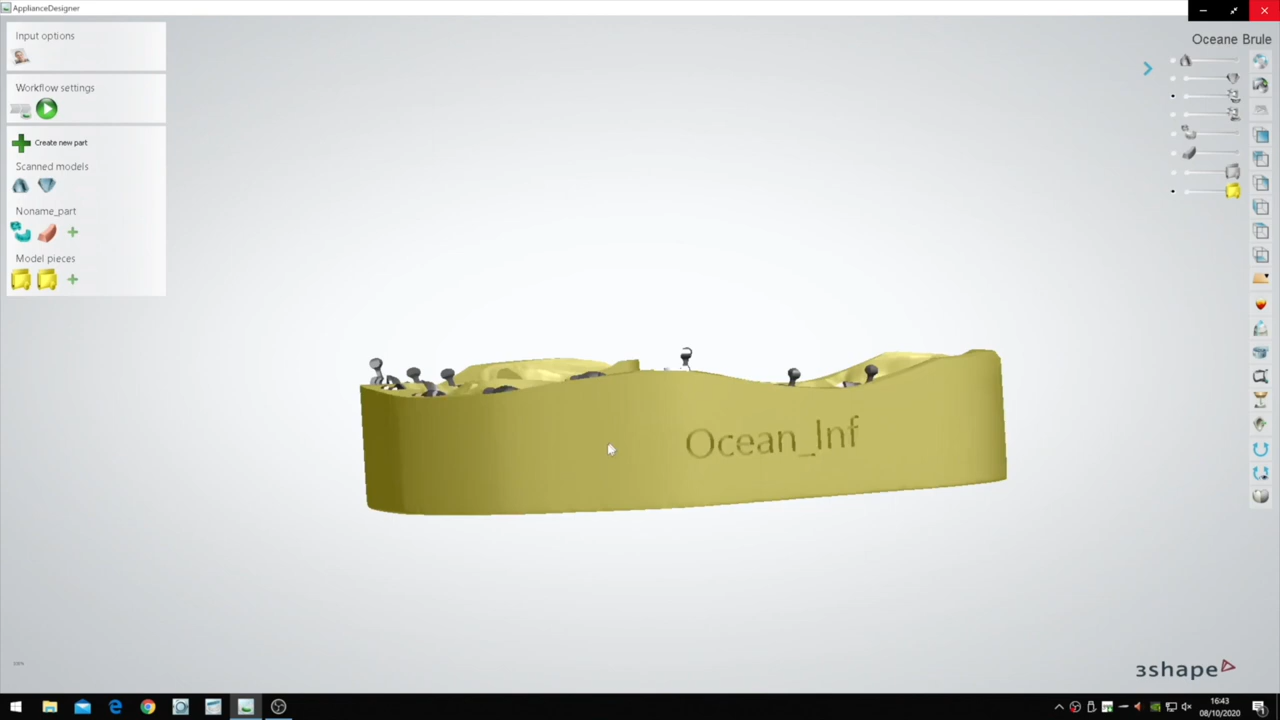 ApplianceDesigner
Input options
Oceane Brule
Workflow settings
Create new part
Scanned models
Noname_part
Model pieces
Ocean_Inf
3shape
16:43
08/10/2020